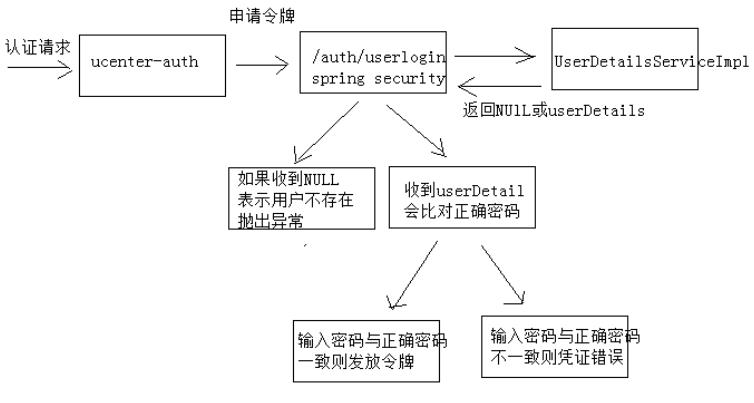 申请令牌
认证请求
ucenter-auth
/auth/userlogin
spring security
UserDetailsServiceImpl
返回NUlL或userDetails
如果收到NULL
表示用户不存在
抛出异常
收到userDetail
会比对正确密码
输入密码与正确密码
一致则发放令牌
输入密码与正确密码
不一致则凭证错误